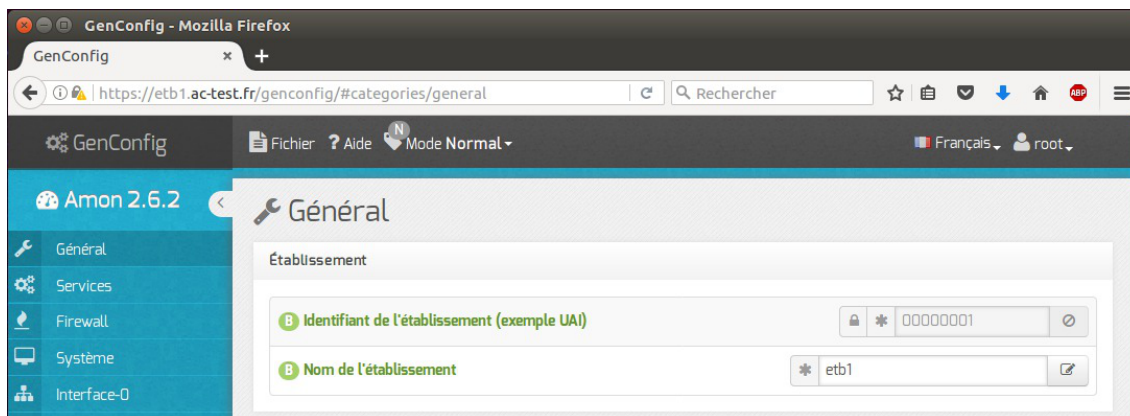 GenConfig - Mozilla Firefox
GenConfig
https://etb1.ac-test.fr/genconfig/#categories/general
Rechercher
ABP
GenConfig
Fichier ? Aide N Mode Normal
Français root
Amon 2.6.2
Général
Général
Établissement
Services
Firewall
B Identifiant de l'établissement (exemple UAI) * 00000001
Système
B Nom de l'établissement * etb1
Interface-0